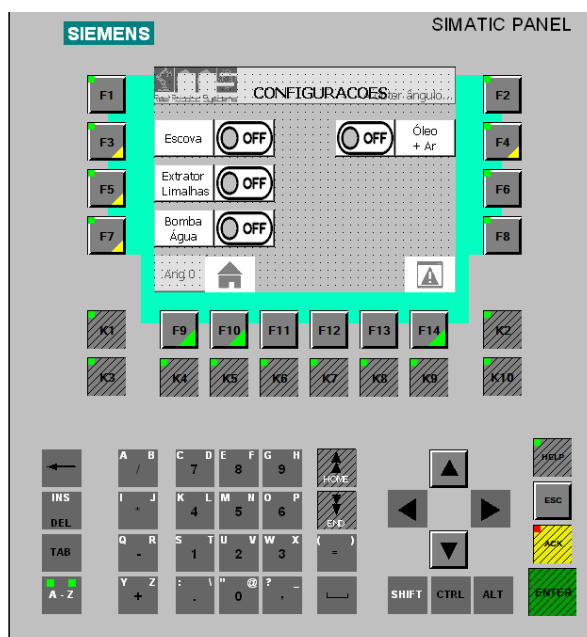 SIEMENS
SIMATIC PANEL
F1
CONFIGURACOES
F2
F3
Escova
OFF
OFF
Óleo
+ Ar
F4
F5
Extrator
Limalhas
OFF
F6
F7
Bomba
Água
OFF
F8
Ang 0
K1
F9
F10
F11
F12
F13
F14
K2
K3
K4
K5
K6
K7
K8
K9
K10
A B
/
C D
7
E F
8
G H
9
HOME
HELP
INS
DEL
I J
*
K L
4
M N
5
O P
6
END
ESC
TAB
Q R
-
S T
1
U V
2
W X
3
( )
=
ACK
A - Z
Y Z
+
: \
.
" @
0
? _
,
SHIFT
CTRL
ALT
ENTER